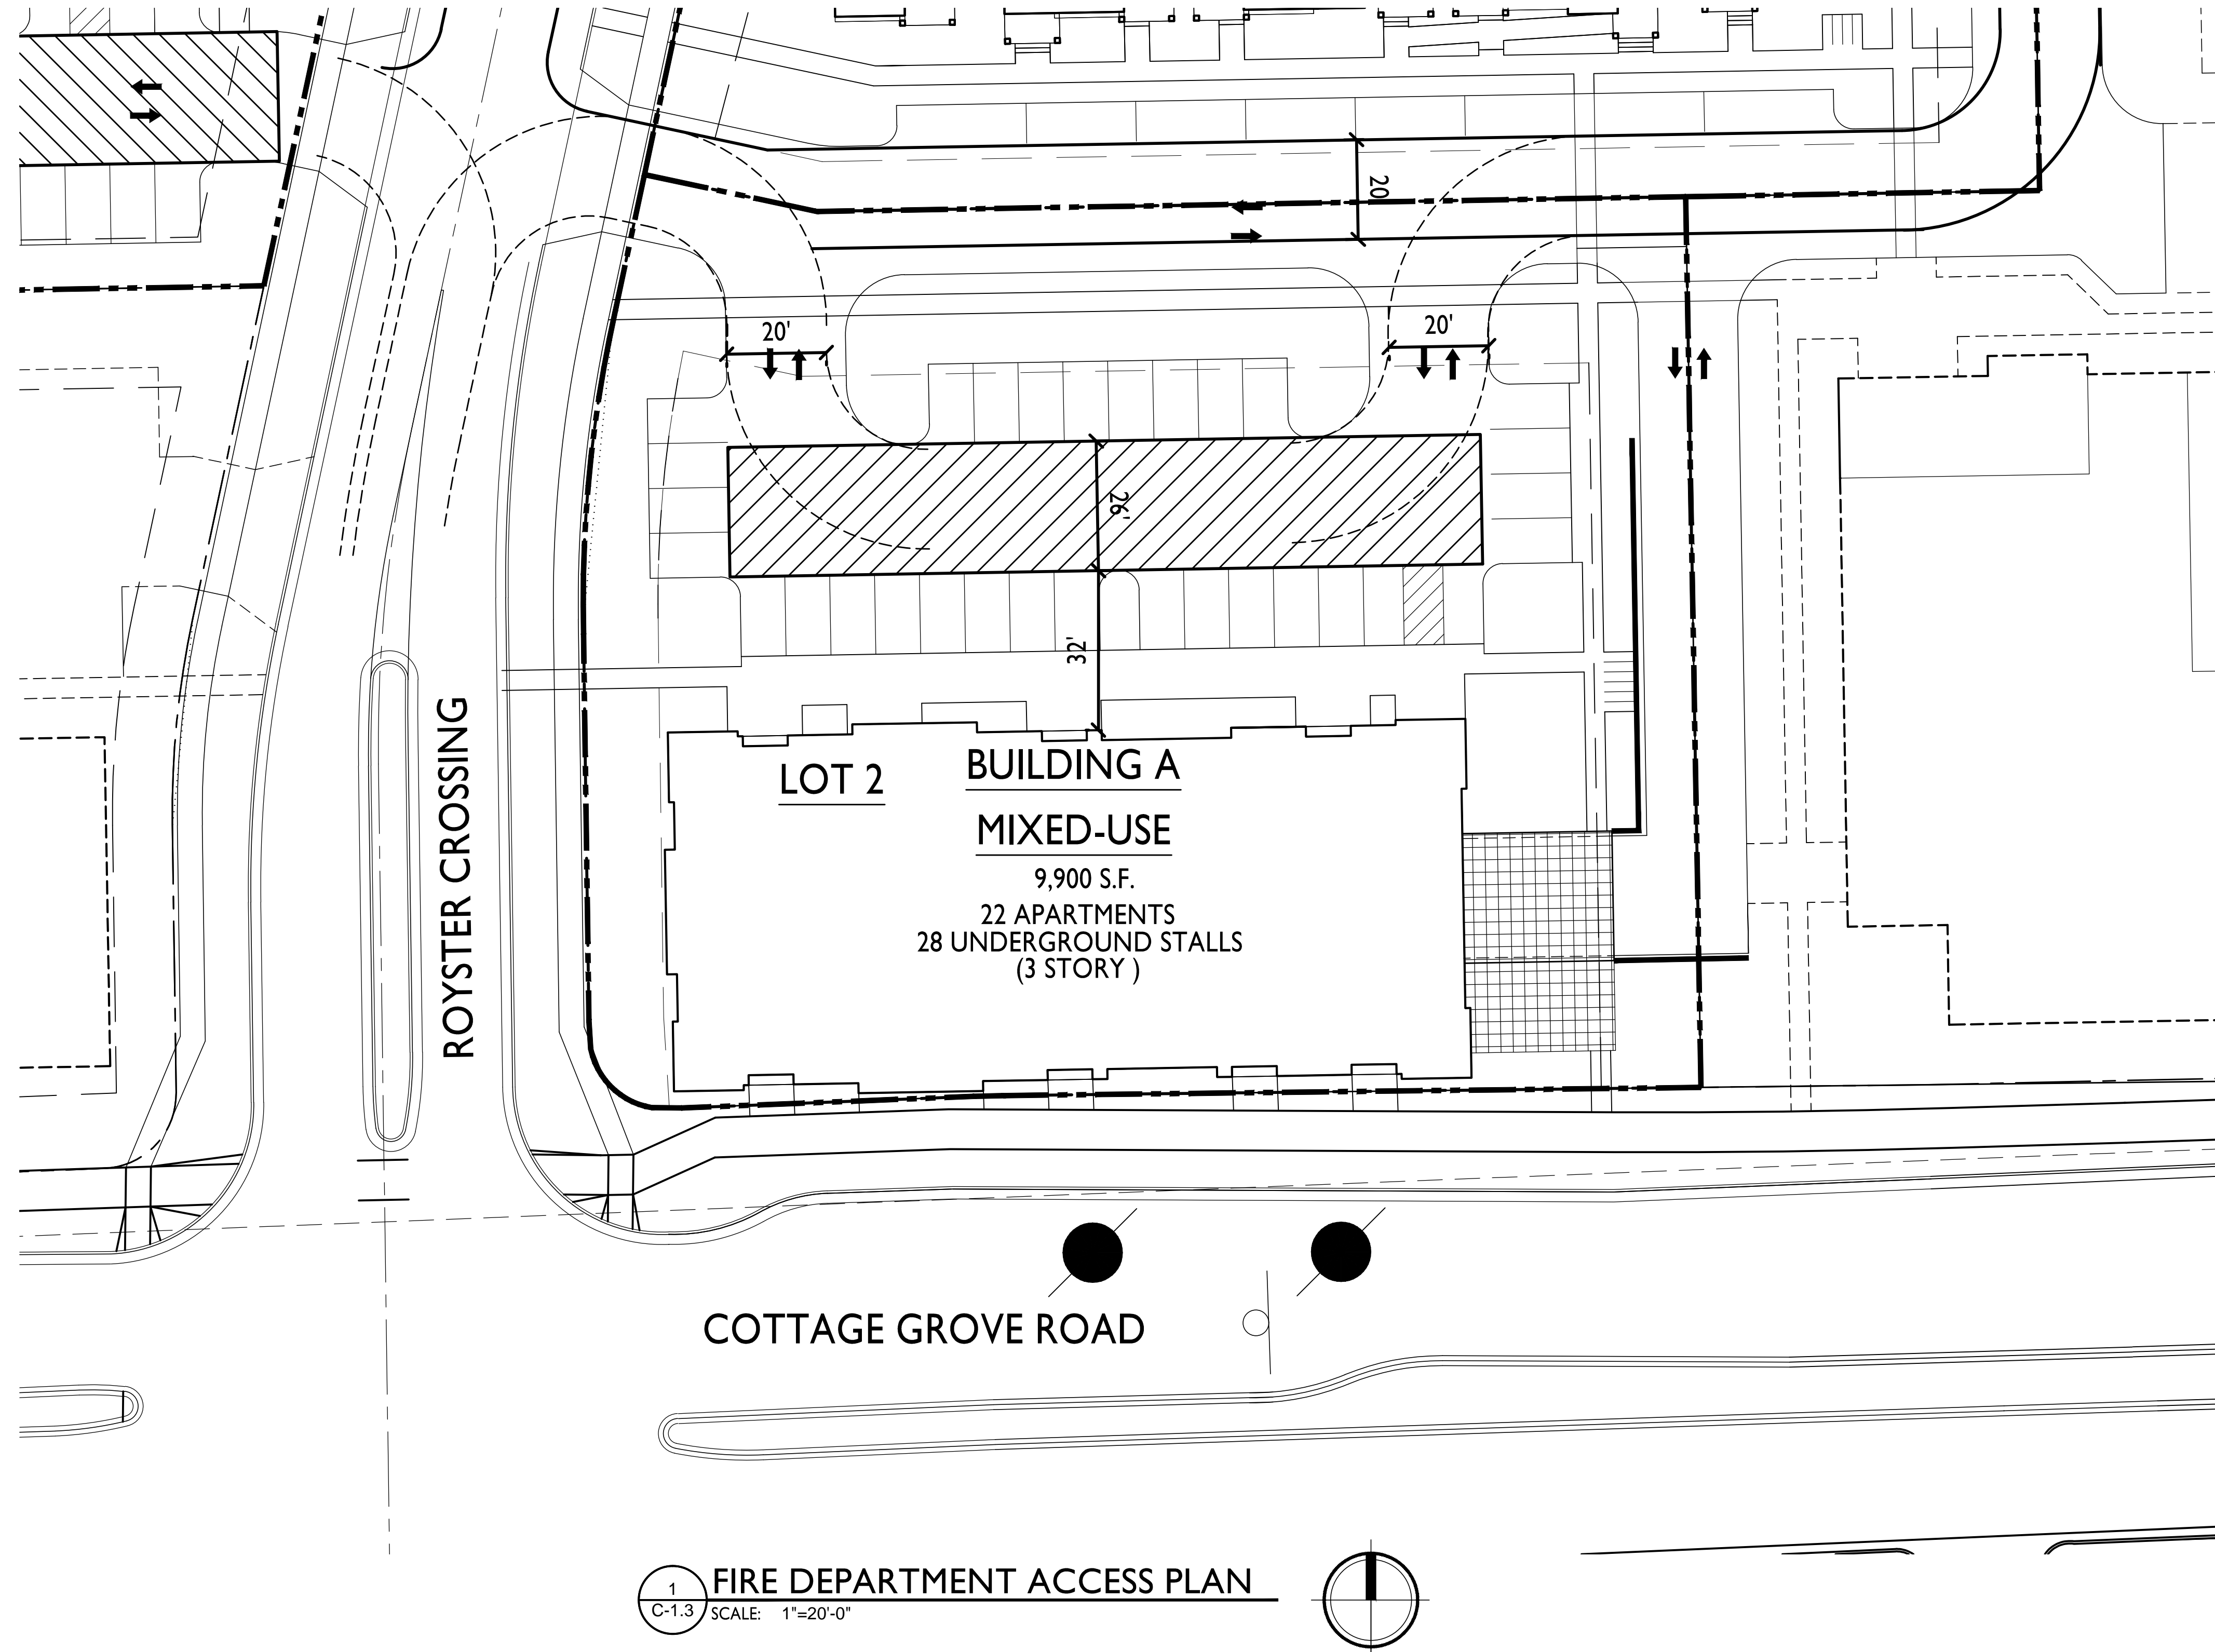 20
20'
20'
26'
32'
ROYSTER CROSSING
LOT 2
BUILDING A
MIXED-USE
9,900 S.F.
22 APARTMENTS
28 UNDERGROUND STALLS
(3 STORY )
COTTAGE GROVE ROAD
1
C-1.3
FIRE DEPARTMENT ACCESS PLAN
SCALE: 1"=20'-0"